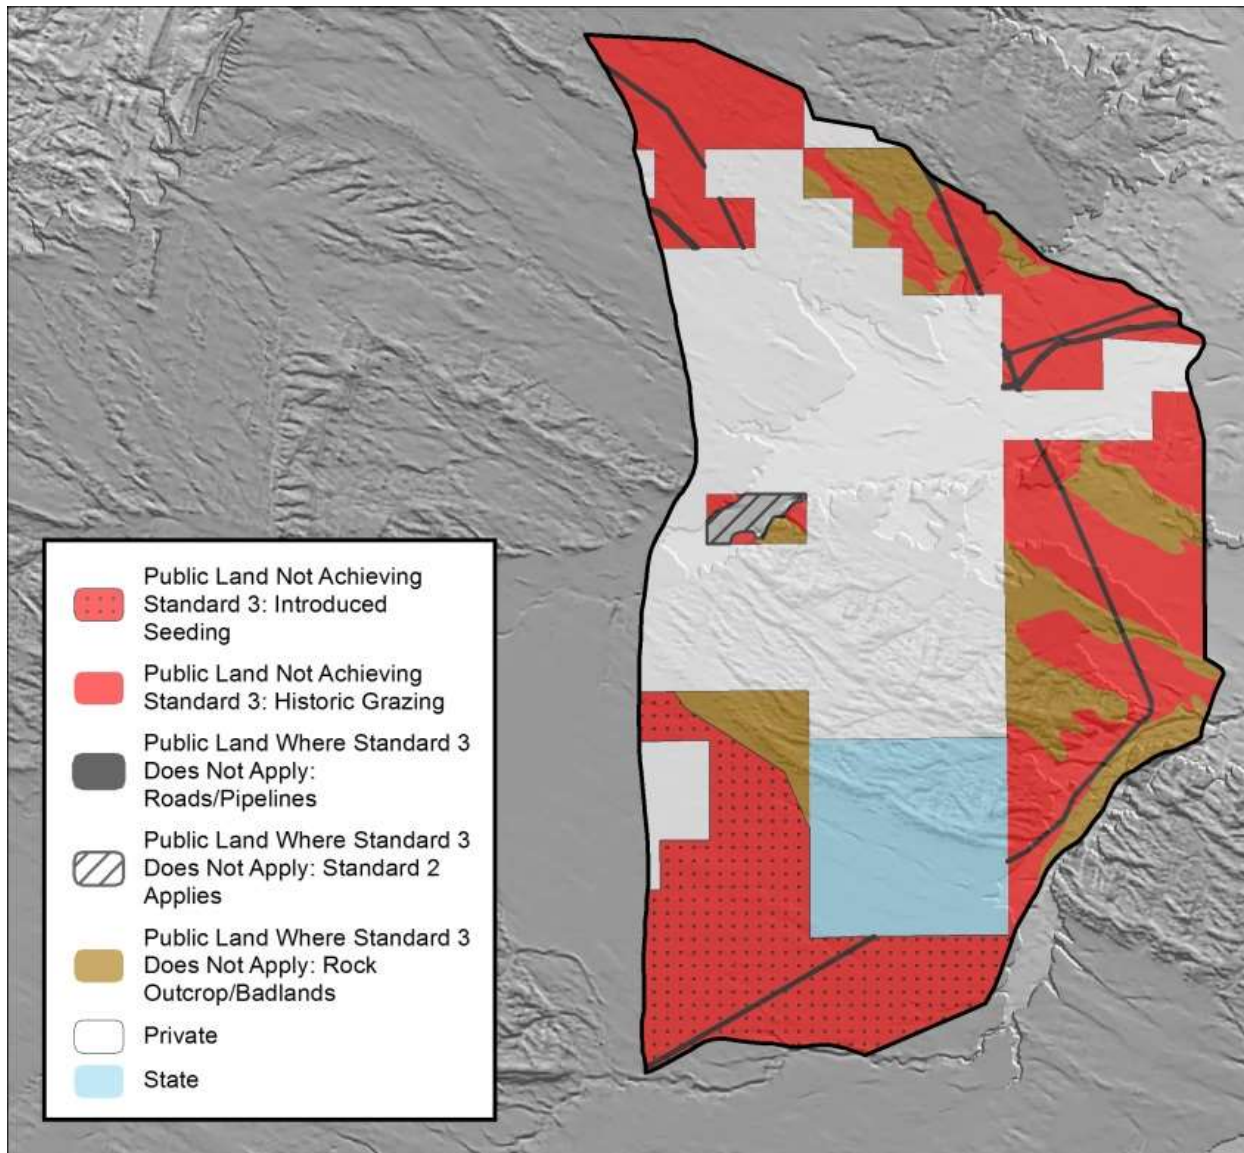 Public Land Not Achieving
Standard 3: Introduced
Seeding
Public Land Not Achieving
Standard 3: Historic Grazing
Public Land Where Standard 3
Does Not Apply:
Roads/Pipelines
Public Land Where Standard 3
Does Not Apply: Standard 2
Applies
Public Land Where Standard 3
Does Not Apply: Rock
Outcrop/Badlands
Private
State